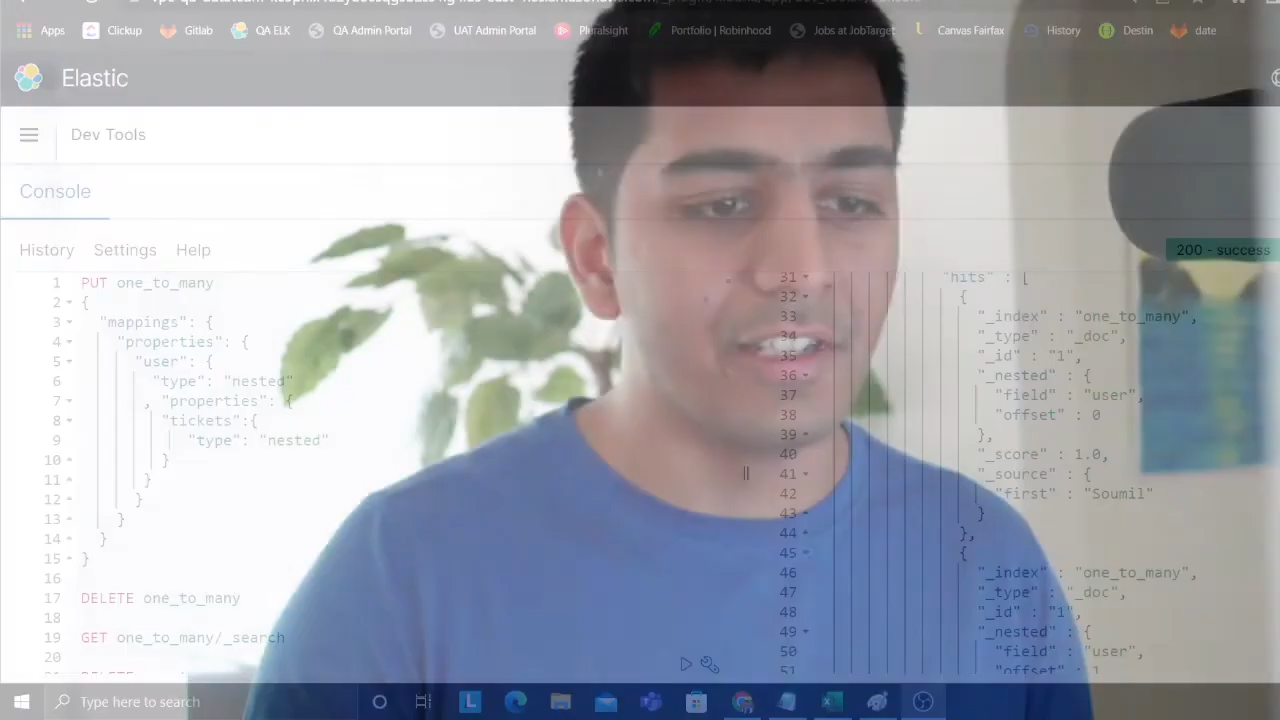 Apps Clickup Gitlab QA ELK QA Admin Portal UAT Admin Portal Pluralsight Portfolio | Robinhood Jobs at JobTarget Canvas Fairfax History Destin date
Elastic
Dev Tools
Console
History Settings Help
200 - success
1 PUT one_to_many
2 {
3 "mappings": {
4 "properties": {
5 "user": {
6 "type": "nested"
7 , "properties": {
8 "tickets":{
9 "type": "nested"
10 }
11 }
12 }
13 }
14 }
15 }
16
17 DELETE one_to_many
18
19 GET one_to_many/_search
20
31 "hits" : [
32 {
33 "_index" : "one_to_many",
34 "_type" : "_doc",
35 "_id" : "1",
36 "_nested" : {
37 "field" : "user",
38 "offset" : 0
39 },
40 "_score" : 1.0,
41 "_source" : {
42 "first" : "Soumil"
43 }
44 },
45 {
46 "_index" : "one_to_many",
47 "_type" : "_doc",
48 "_id" : "1",
49 "_nested" : {
50 "field" : "user",
51 "offset" : 1
Type here to search